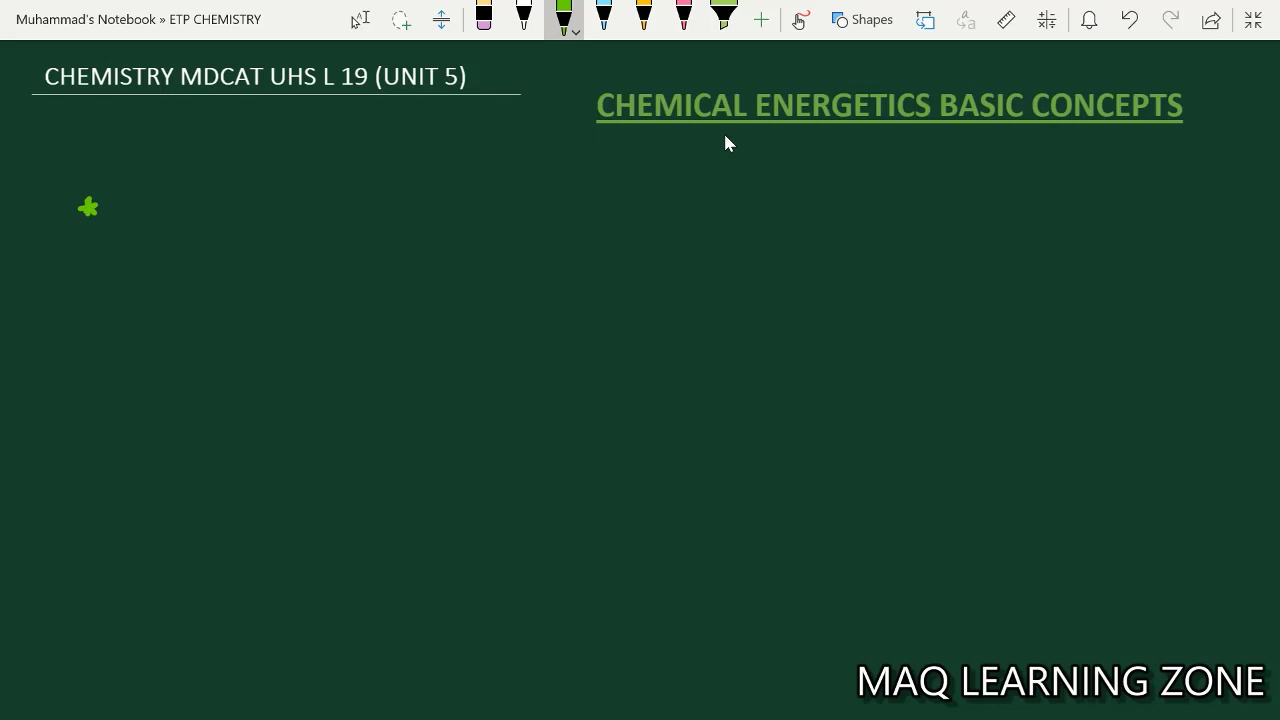 Muhammad's Notebook » ETP CHEMISTRY
Shapes
CHEMISTRY MDCAT UHS L 19 (UNIT 5)
CHEMICAL ENERGETICS BASIC CONCEPTS
MAQ LEARNING ZONE